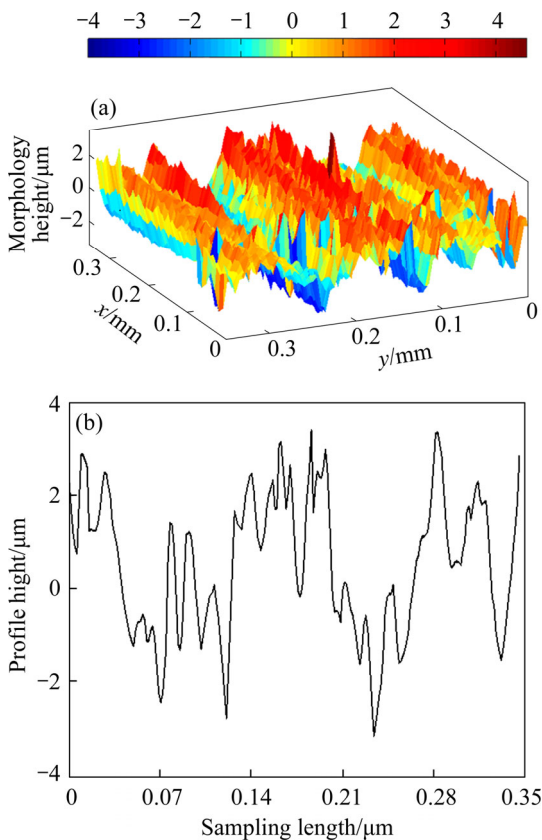 −4 −3 −2 −1 0 1 2 3 4
(a)
Morphology
height/μm
2
0
−2
0.3
0.2
0.1
0
x/mm
0.3
0.2
0.1
0
y/mm
(b)
Profile hight/μm
4
2
0
−2
−4
0 0.07 0.14 0.21 0.28 0.35
Sampling length/μm